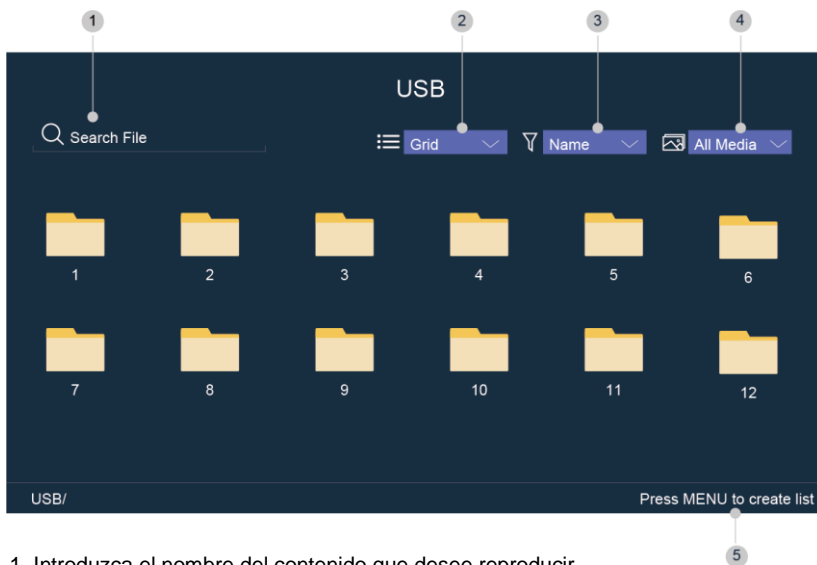 1 2 3 4
USB
Search File Grid Name All Media
1 2 3 4 5 6
7 8 9 10 11 12
USB/ Press MENU to create list
5
1. Introduzca el nombre del contenido que desee reproducir